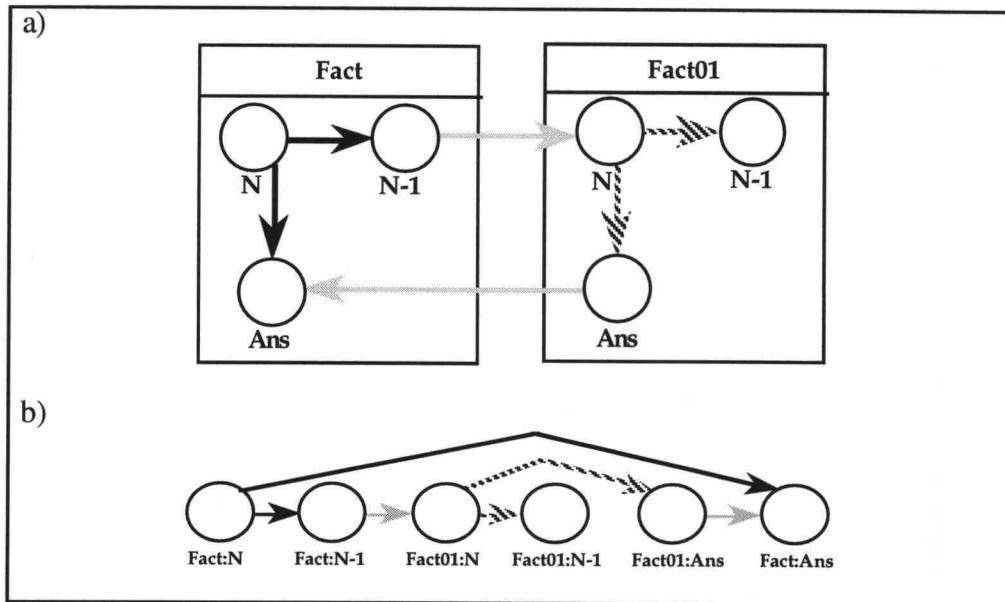 a)
Fact Fact01
N N-1 N N-1
Ans Ans
b)
Fact:N Fact:N-1 Fact01:N Fact01:N-1 Fact01:Ans Fact:Ans